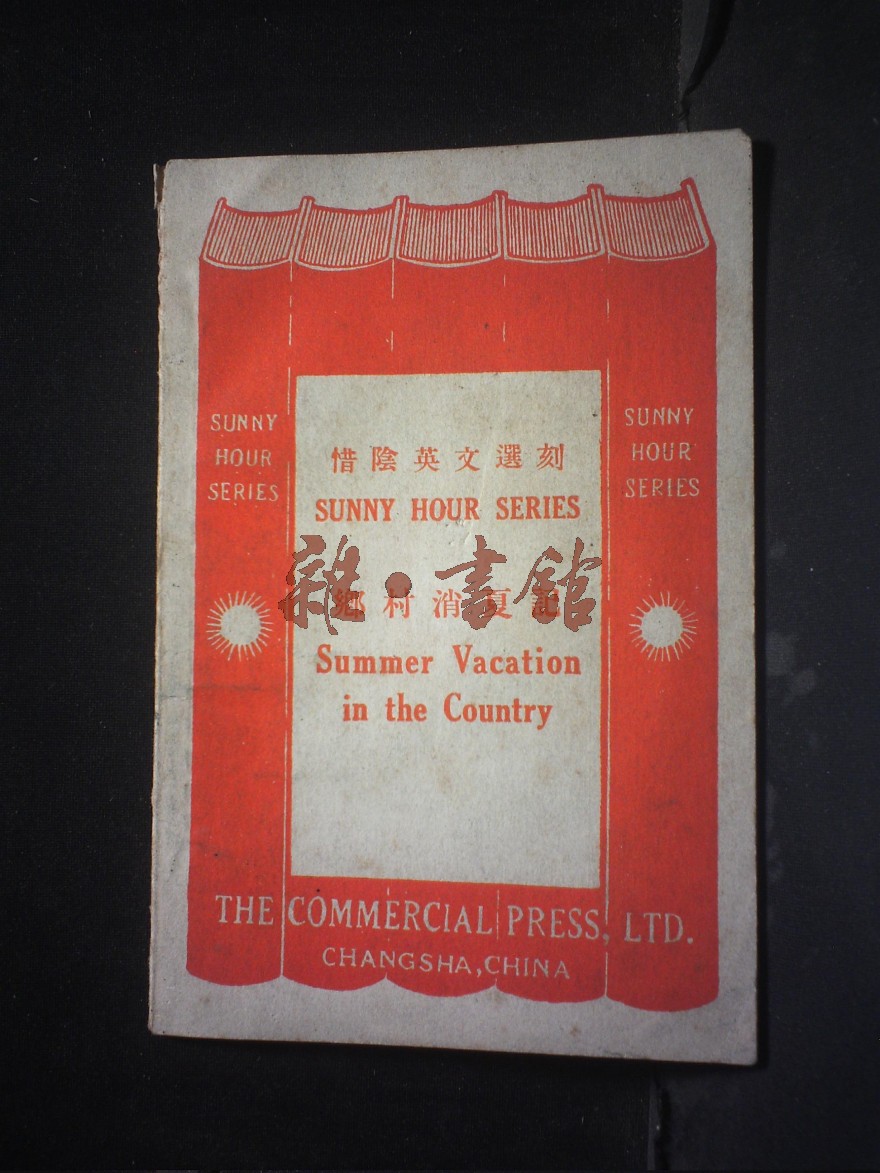 SUNNY
HOUR
SERIES
惜陰英文選刻
SUNNY HOUR SERIES
雜·書館
鄉村消夏記
Summer Vacation
in the Country
SUNNY
HOUR
SERIES
THE COMMERCIAL PRESS, LTD.
CHANGSHA, CHINA